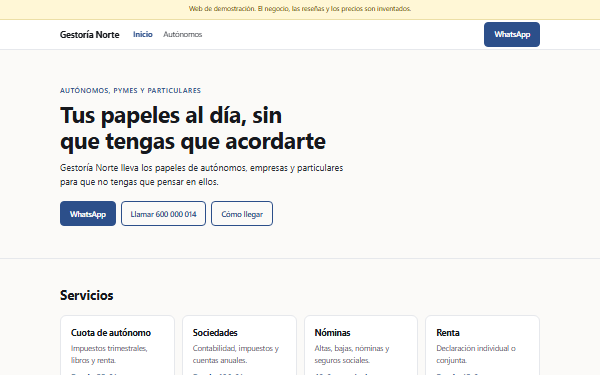 Web de demostración. El negocio, las reseñas y los precios son inventados.
Gestoría Norte Inicio Autónomos WhatsApp
AUTÓNOMOS, PYMES Y PARTICULARES
Tus papeles al día, sin
que tengas que acordarte
Gestoría Norte lleva los papeles de autónomos, empresas y particulares
para que no tengas que pensar en ellos.
WhatsApp Llamar 600 000 014 Cómo llegar
Servicios
Cuota de autónomo
Impuestos trimestrales,
libros y renta.
Sociedades
Contabilidad, impuestos y
cuentas anuales.
Nóminas
Altas, bajas, nóminas y
seguros sociales.
Renta
Declaración individual o
conjunta.